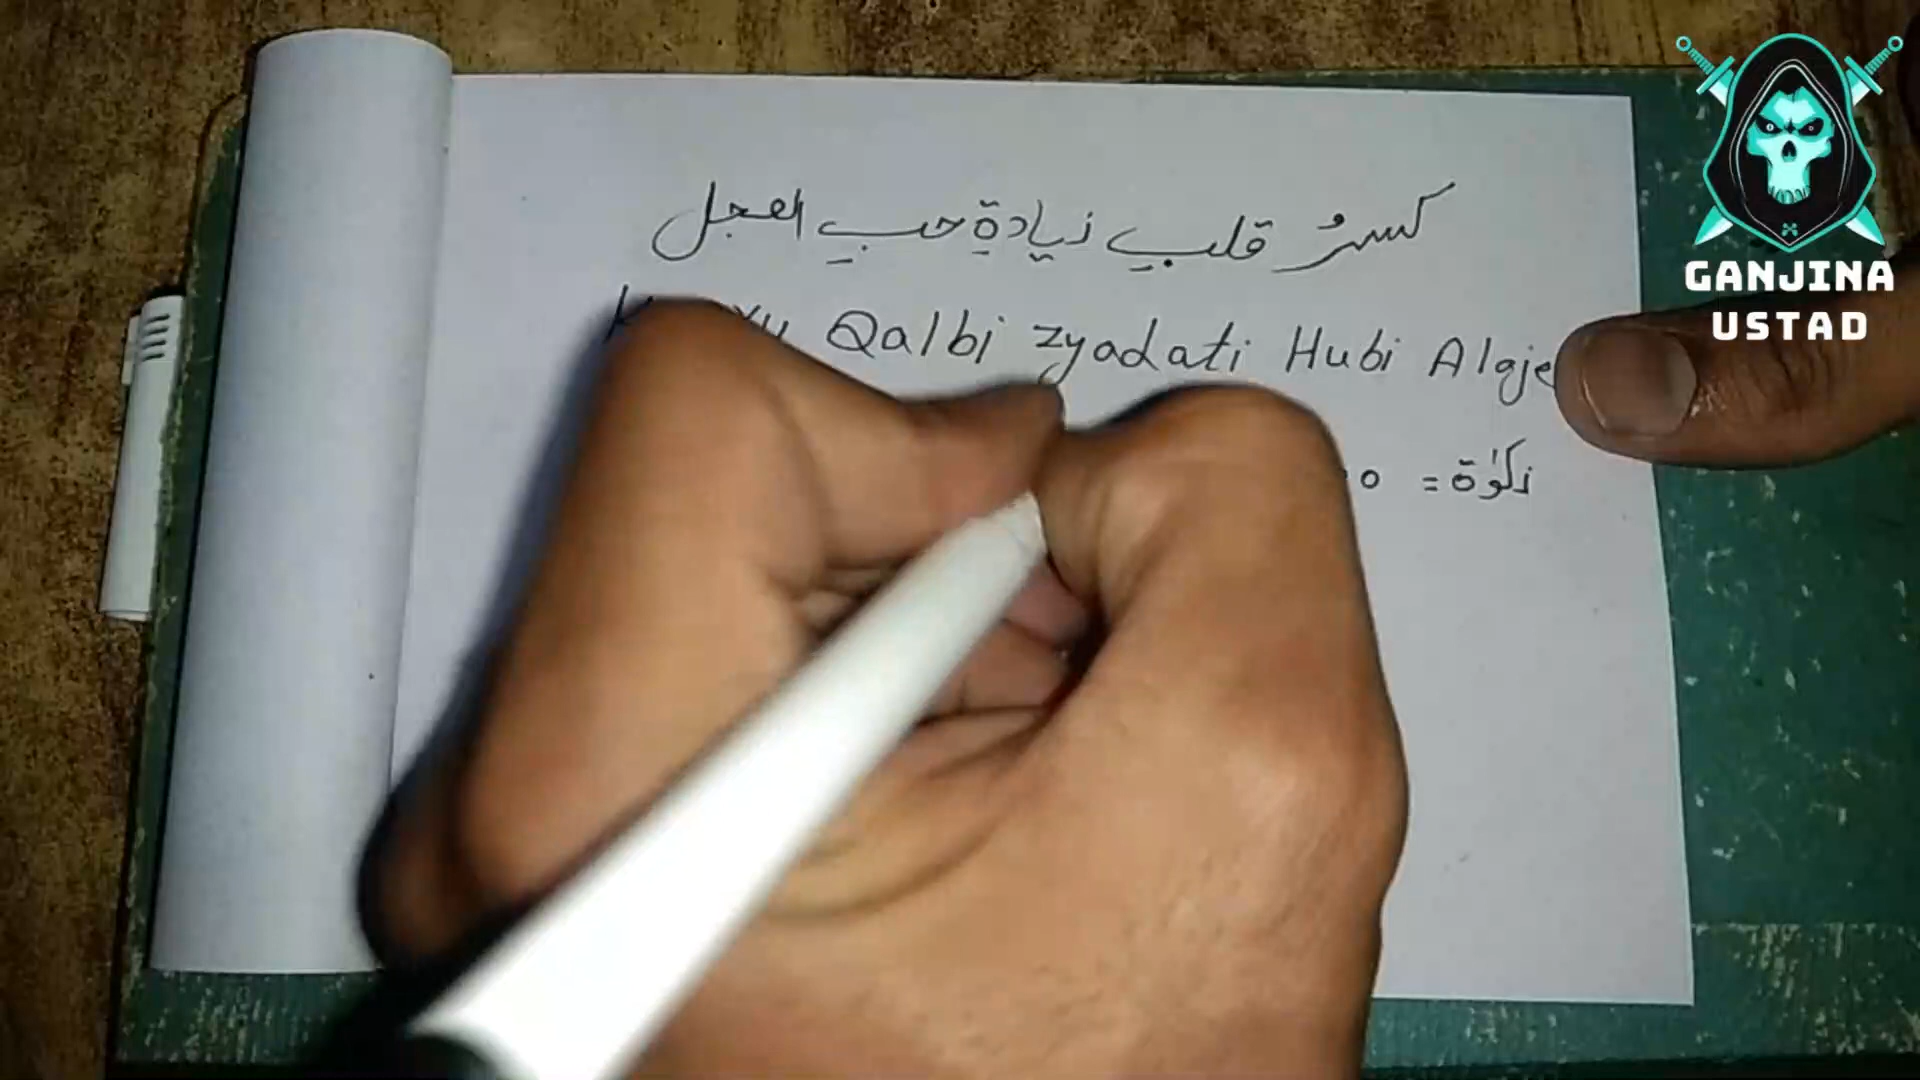 كسرُ قلبِ زيادةِ حبِ العجل
Qalbi Zyadati Hubi Alaje
زكوٰة =
GANJINA
USTAD